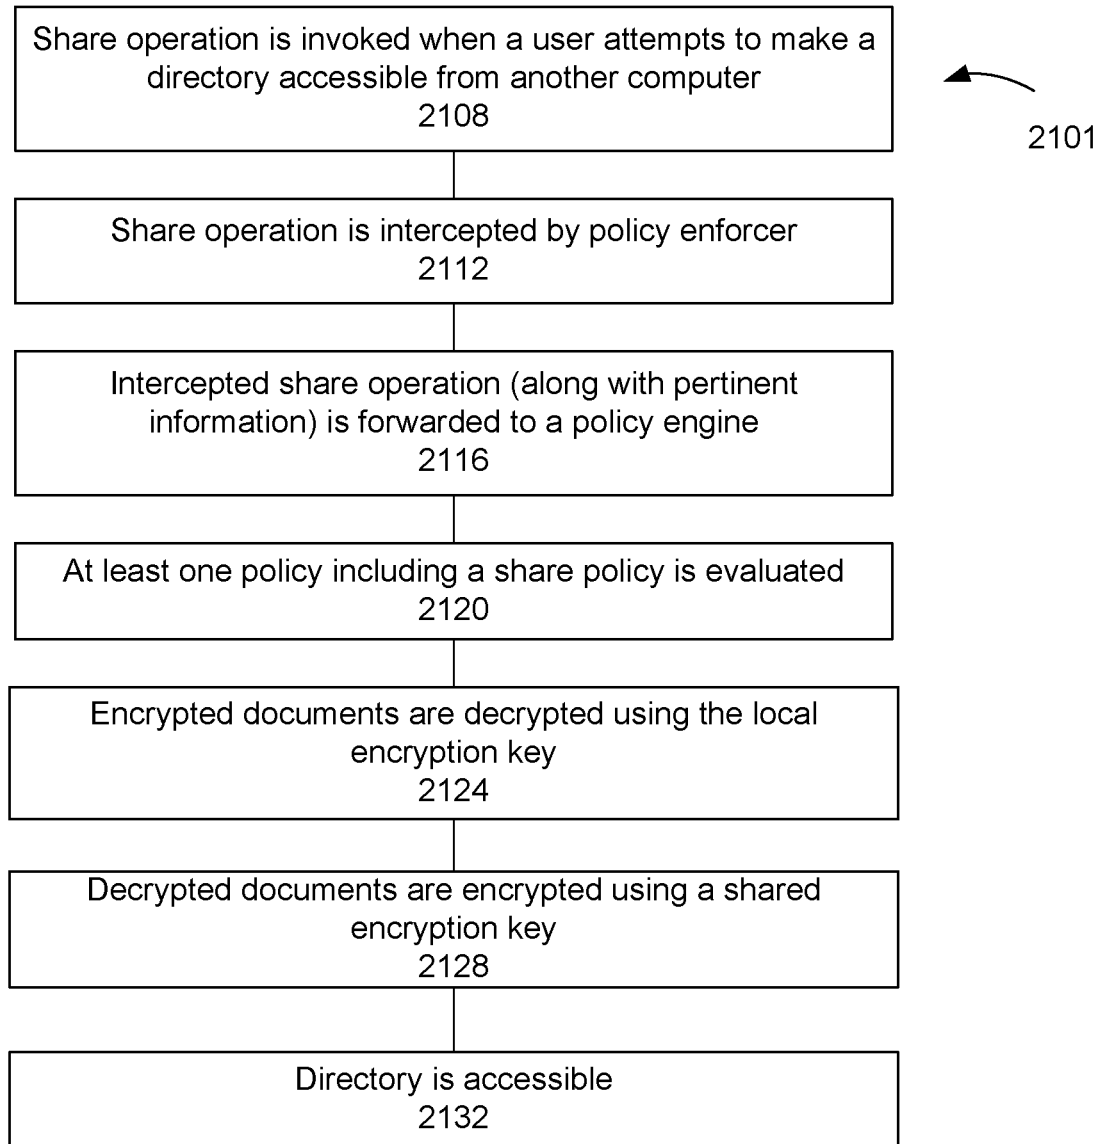 Share operation is invoked when a user attempts to make a
directory accessible from another computer
2108
2101
Share operation is intercepted by policy enforcer
2112
Intercepted share operation (along with pertinent
information) is forwarded to a policy engine
2116
At least one policy including a share policy is evaluated
2120
Encrypted documents are decrypted using the local
encryption key
2124
Decrypted documents are encrypted using a shared
encryption key
2128
Directory is accessible
2132